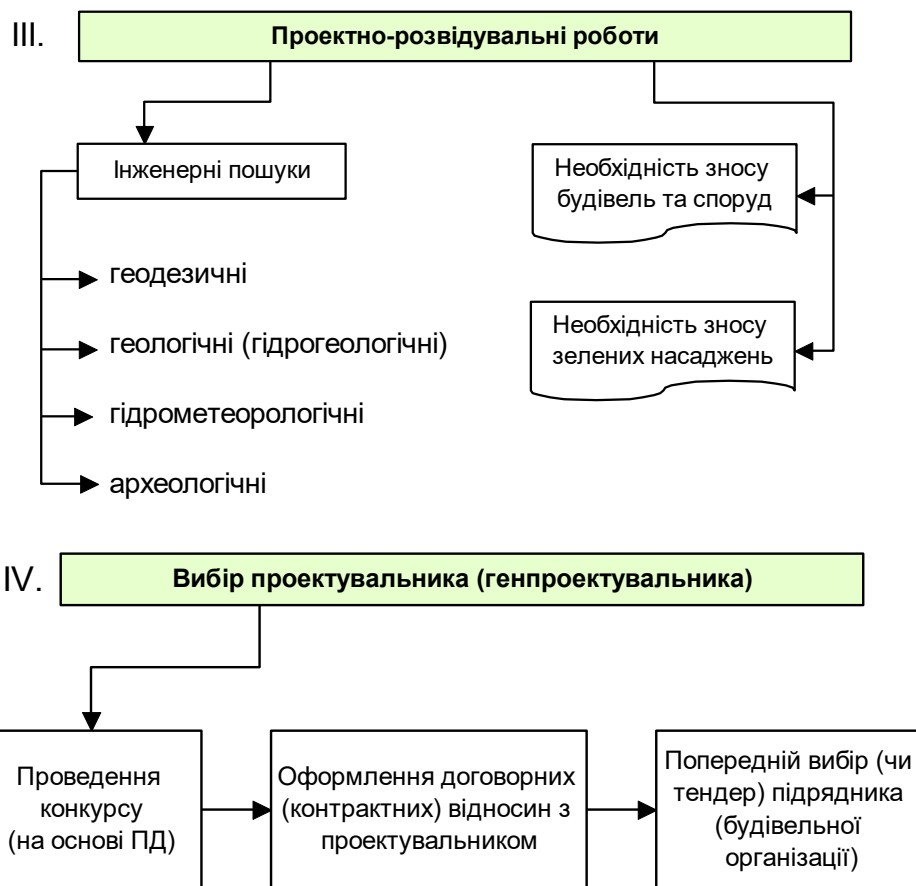 III.
Проектно-розвідувальні роботи
Інженерні пошуки
геодезичні
геологічні (гідрогеологічні)
гідрометеорологічні
археологічні
Необхідність зносу
будівель та споруд
Необхідність зносу
зелених насаджень
IV.
Вибір проектувальника (генпроектувальника)
Проведення
конкурсу
(на основі ПД)
Оформлення договорних
(контрактних) відносин з
проектувальником
Попередній вибір (чи
тендер) підрядника
(будівельної
організації)